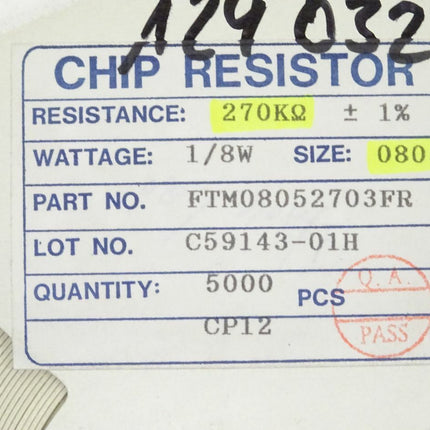 129 032
CHIP RESISTOR
RESISTANCE: 270KΩ ± 1%
WATTAGE: 1/8W SIZE: 080
PART NO. FTM08052703FR
LOT NO. C59143-01H
QUANTITY: 5000 PCS
CP12
Q.A.
PASS